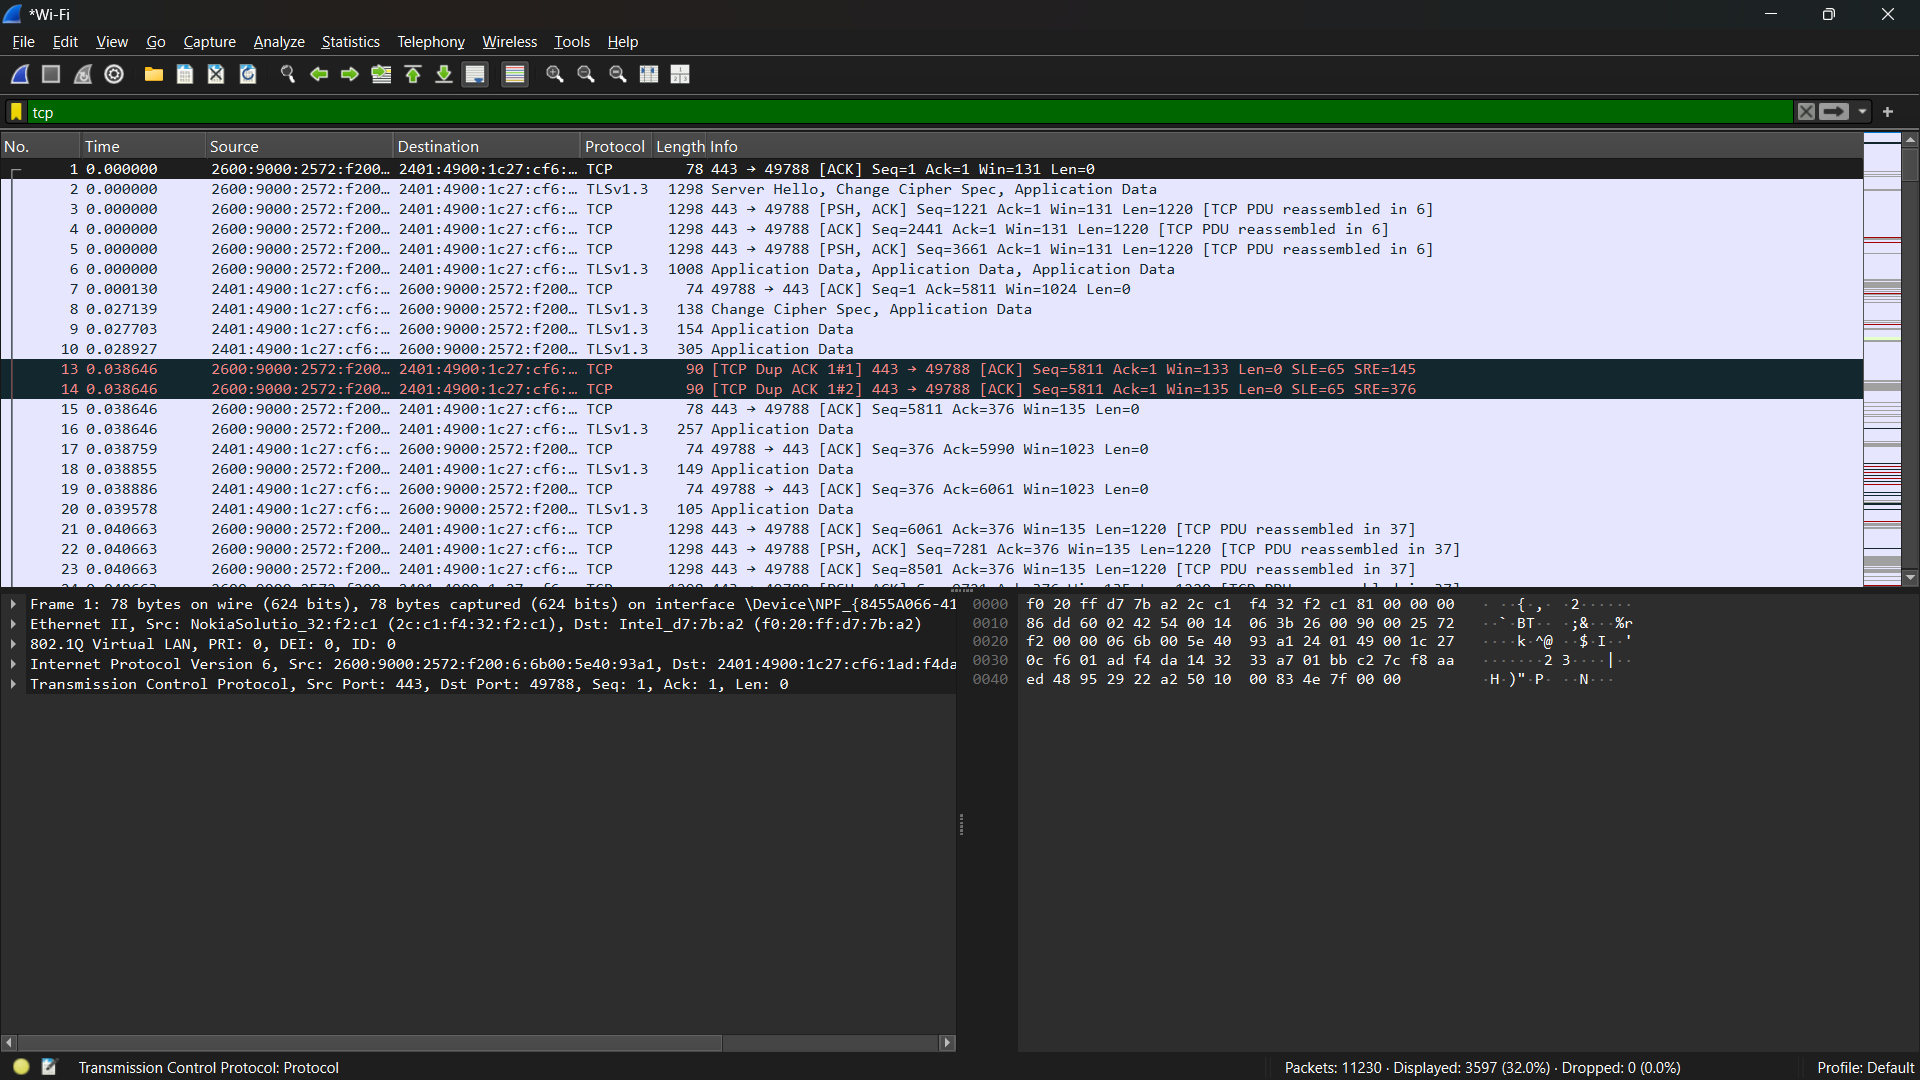 *Wi-Fi
File Edit View Go Capture Analyze Statistics Telephony Wireless Tools Help
tcp
No. Time Source Destination Protocol Length Info
1 0.000000 2600:9000:2572:f200… 2401:4900:1c27:cf6:… TCP 78 443 → 49788 [ACK] Seq=1 Ack=1 Win=131 Len=0
2 0.000000 2600:9000:2572:f200… 2401:4900:1c27:cf6:… TLSv1.3 1298 Server Hello, Change Cipher Spec, Application Data
3 0.000000 2600:9000:2572:f200… 2401:4900:1c27:cf6:… TCP 1298 443 → 49788 [PSH, ACK] Seq=1221 Ack=1 Win=131 Len=1220 [TCP PDU reassembled in 6]
4 0.000000 2600:9000:2572:f200… 2401:4900:1c27:cf6:… TCP 1298 443 → 49788 [ACK] Seq=2441 Ack=1 Win=131 Len=1220 [TCP PDU reassembled in 6]
5 0.000000 2600:9000:2572:f200… 2401:4900:1c27:cf6:… TCP 1298 443 → 49788 [PSH, ACK] Seq=3661 Ack=1 Win=131 Len=1220 [TCP PDU reassembled in 6]
6 0.000000 2600:9000:2572:f200… 2401:4900:1c27:cf6:… TLSv1.3 1008 Application Data, Application Data, Application Data
7 0.000130 2401:4900:1c27:cf6:… 2600:9000:2572:f200… TCP 74 49788 → 443 [ACK] Seq=1 Ack=5811 Win=1024 Len=0
8 0.027139 2401:4900:1c27:cf6:… 2600:9000:2572:f200… TLSv1.3 138 Change Cipher Spec, Application Data
9 0.027703 2401:4900:1c27:cf6:… 2600:9000:2572:f200… TLSv1.3 154 Application Data
10 0.028927 2401:4900:1c27:cf6:… 2600:9000:2572:f200… TLSv1.3 305 Application Data
13 0.038646 2600:9000:2572:f200… 2401:4900:1c27:cf6:… TCP 90 [TCP Dup ACK 1#1] 443 → 49788 [ACK] Seq=5811 Ack=1 Win=133 Len=0 SLE=65 SRE=145
14 0.038646 2600:9000:2572:f200… 2401:4900:1c27:cf6:… TCP 90 [TCP Dup ACK 1#2] 443 → 49788 [ACK] Seq=5811 Ack=1 Win=135 Len=0 SLE=65 SRE=376
15 0.038646 2600:9000:2572:f200… 2401:4900:1c27:cf6:… TCP 78 443 → 49788 [ACK] Seq=5811 Ack=376 Win=135 Len=0
16 0.038646 2600:9000:2572:f200… 2401:4900:1c27:cf6:… TLSv1.3 257 Application Data
17 0.038759 2401:4900:1c27:cf6:… 2600:9000:2572:f200… TCP 74 49788 → 443 [ACK] Seq=376 Ack=5990 Win=1023 Len=0
18 0.038855 2600:9000:2572:f200… 2401:4900:1c27:cf6:… TLSv1.3 149 Application Data
19 0.038886 2401:4900:1c27:cf6:… 2600:9000:2572:f200… TCP 74 49788 → 443 [ACK] Seq=376 Ack=6061 Win=1023 Len=0
20 0.039578 2401:4900:1c27:cf6:… 2600:9000:2572:f200… TLSv1.3 105 Application Data
21 0.040663 2600:9000:2572:f200… 2401:4900:1c27:cf6:… TCP 1298 443 → 49788 [ACK] Seq=6061 Ack=376 Win=135 Len=1220 [TCP PDU reassembled in 37]
22 0.040663 2600:9000:2572:f200… 2401:4900:1c27:cf6:… TCP 1298 443 → 49788 [PSH, ACK] Seq=7281 Ack=376 Win=135 Len=1220 [TCP PDU reassembled in 37]
23 0.040663 2600:9000:2572:f200… 2401:4900:1c27:cf6:… TCP 1298 443 → 49788 [ACK] Seq=8501 Ack=376 Win=135 Len=1220 [TCP PDU reassembled in 37]
Frame 1: 78 bytes on wire (624 bits), 78 bytes captured (624 bits) on interface \Device\NPF_{8455A066-41
Ethernet II, Src: NokiaSolutio_32:f2:c1 (2c:c1:f4:32:f2:c1), Dst: Intel_d7:7b:a2 (f0:20:ff:d7:7b:a2)
802.1Q Virtual LAN, PRI: 0, DEI: 0, ID: 0
Internet Protocol Version 6, Src: 2600:9000:2572:f200:6:6b00:5e40:93a1, Dst: 2401:4900:1c27:cf6:1ad:f4da
Transmission Control Protocol, Src Port: 443, Dst Port: 49788, Seq: 1, Ack: 1, Len: 0
0000 f0 20 ff d7 7b a2 2c c1 f4 32 f2 c1 81 00 00 00 · ··{·,· ·2······
0010 86 dd 60 02 42 54 00 14 06 3b 26 00 90 00 25 72 ··`·BT·· ·;&···%r
0020 f2 00 00 06 6b 00 5e 40 93 a1 24 01 49 00 1c 27 ····k·^@ ··$·I··'
0030 0c f6 01 ad f4 da 14 32 33 a7 01 bb c2 7c f8 aa ·······2 3····|··
0040 ed 48 95 29 22 a2 50 10 00 83 4e 7f 00 00 ·H·)"·P· ··N···
Transmission Control Protocol: Protocol
Packets: 11230 · Displayed: 3597 (32.0%) · Dropped: 0 (0.0%)
Profile: Default